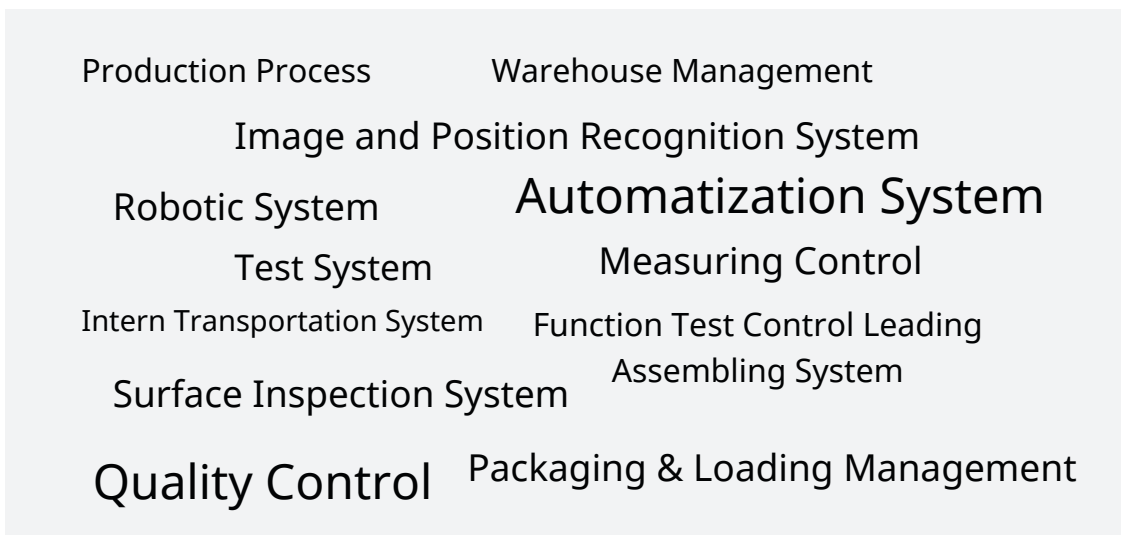 Production Process
Warehouse Management
Image and Position Recognition System
Robotic System
Automatization System
Test System
Measuring Control
Intern Transportation System
Function Test Control Leading
Assembling System
Surface Inspection System
Quality Control
Packaging & Loading Management